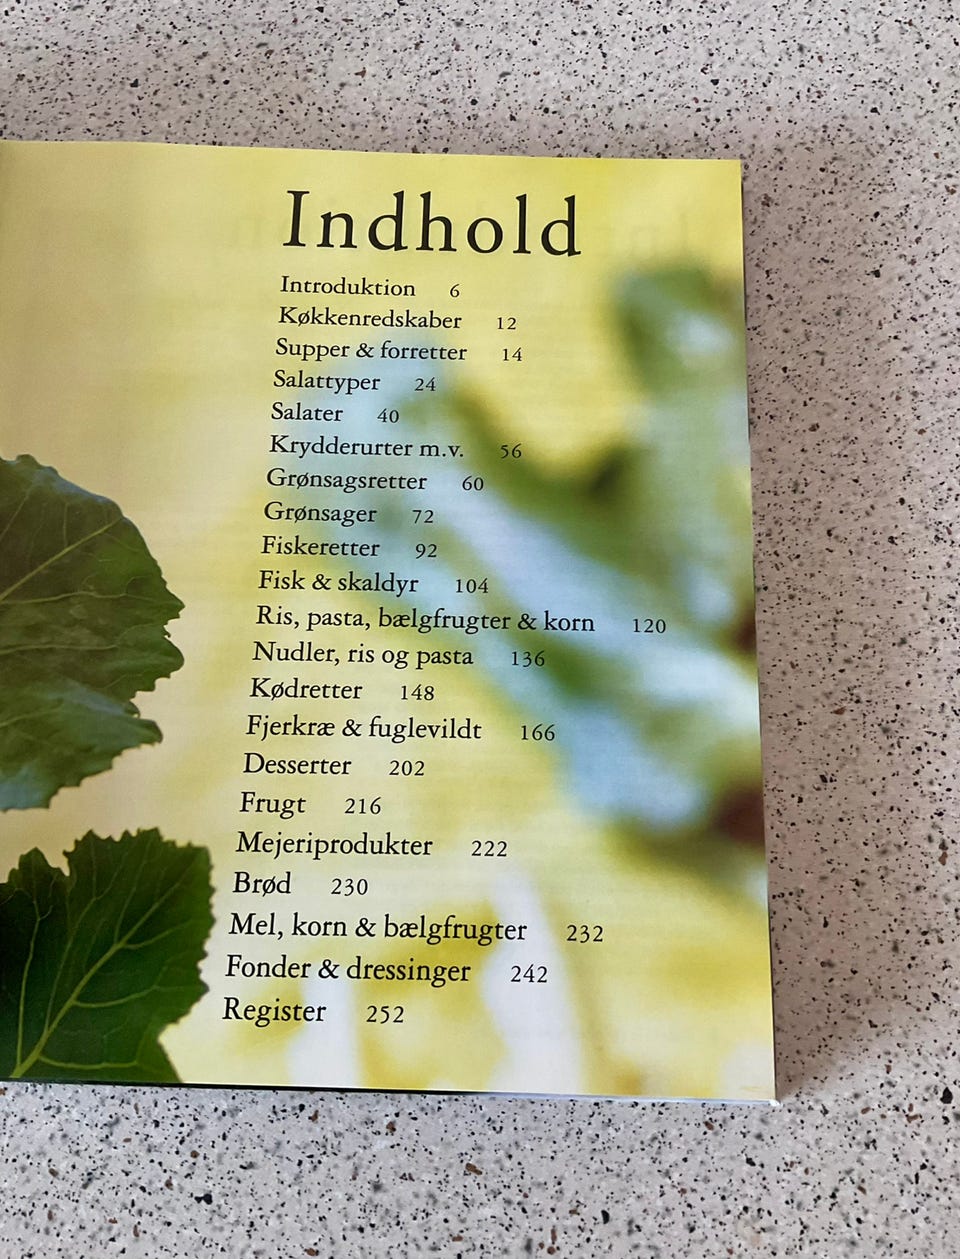 Indhold
Introduktion 6
Køkkenredskaber 12
Supper & forretter 14
Salattyper 24
Salater 40
Krydderurter m.v. 56
Grønsagsretter 60
Grønsager 72
Fiskeretter 92
Fisk & skaldyr 104
Ris, pasta, bælgfrugter & korn 120
Nudler, ris og pasta 136
Kødretter 148
Fjerkræ & fuglevildt 166
Desserter 202
Frugt 216
Mejeriprodukter 222
Brød 230
Mel, korn & bælgfrugter 232
Fonder & dressinger 242
Register 252